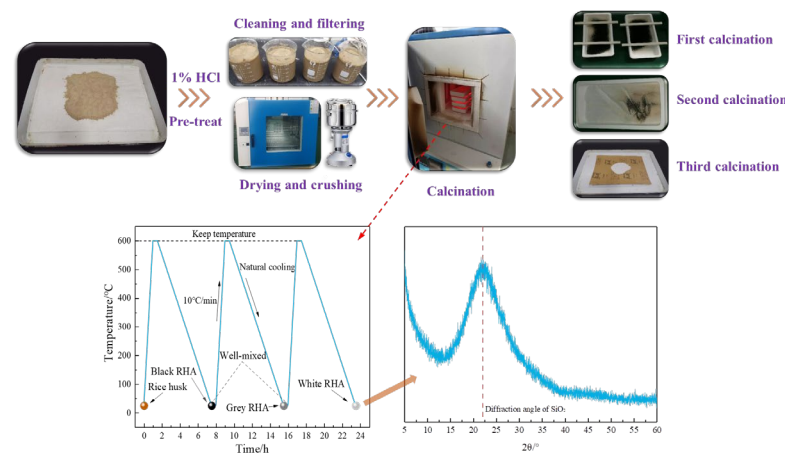 Cleaning and filtering
1% HCl
Pre-treat
Drying and crushing
Calcination
First calcination
Second calcination
Third calcination
Keep temperature
600
500
400
300
200
100
0
Temperature/℃
10℃/min
Natural cooling
Well-mixed
Black RHA
Rice husk
Grey RHA
White RHA
0 2 4 6 8 10 12 14 16 18 20 22 24
Time/h
Diffraction angle of SiO₂
5 10 15 20 25 30 35 40 45 50 55 60
2θ/°